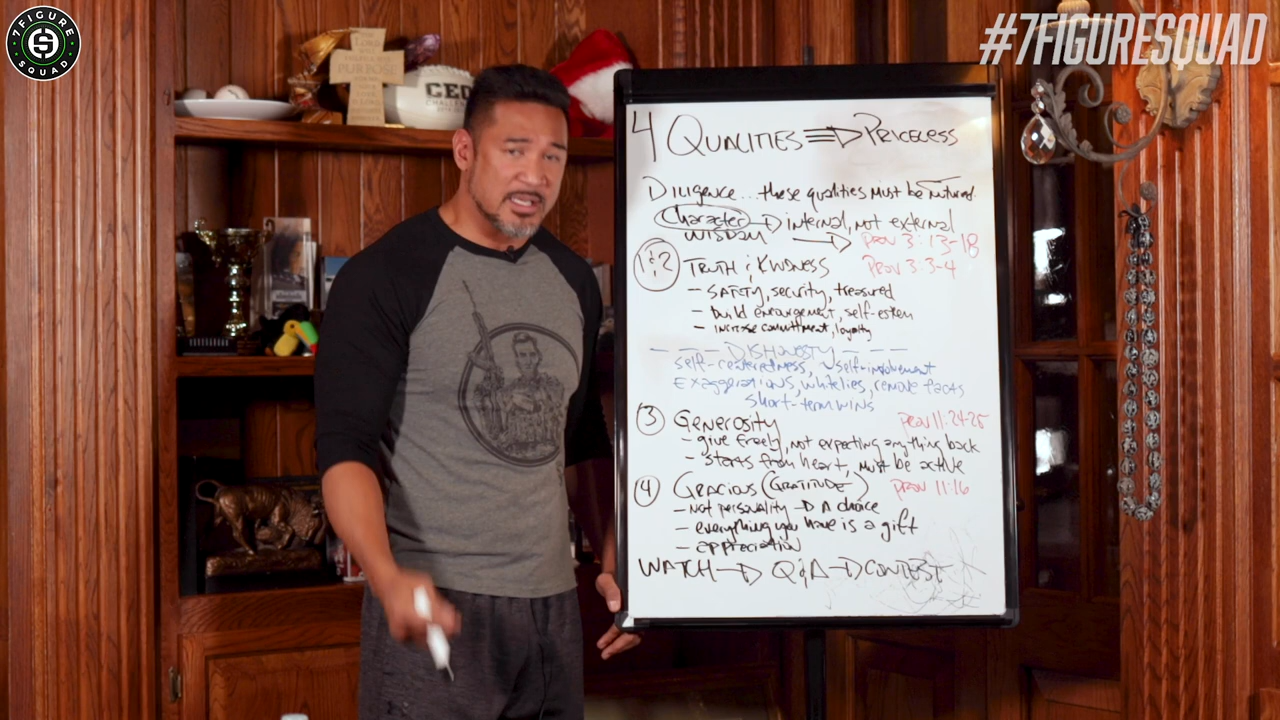 7FIGURE
SQUAD
#7FIGURESQUAD
PURPOSE
CEO
4 QUALITIES => PRICELESS
DILIGENCE... these qualities must be nurtured.
Character → internal, not external
WISDOM → PROV 3:13-18
1 & 2 TRUTH & KINDNESS PROV 3:3-4
- SAFETY, security, treasured
- build encouragement, self-esteem
- increase commitment, loyalty
--- DISHONESTY ---
self-centeredness, self-involvement
Exaggerations, white lies, remove facts,
short-term wins
3 GENEROSITY PROV 11:24-25
- give freely, not expecting anything back
- starts from heart, must be active
4 GRACIOUS (GRATITUDE) PROV 11:16
- Not personality → A choice
- everything you have is a gift
- appreciation
WATCH → Q&A → CONTEST